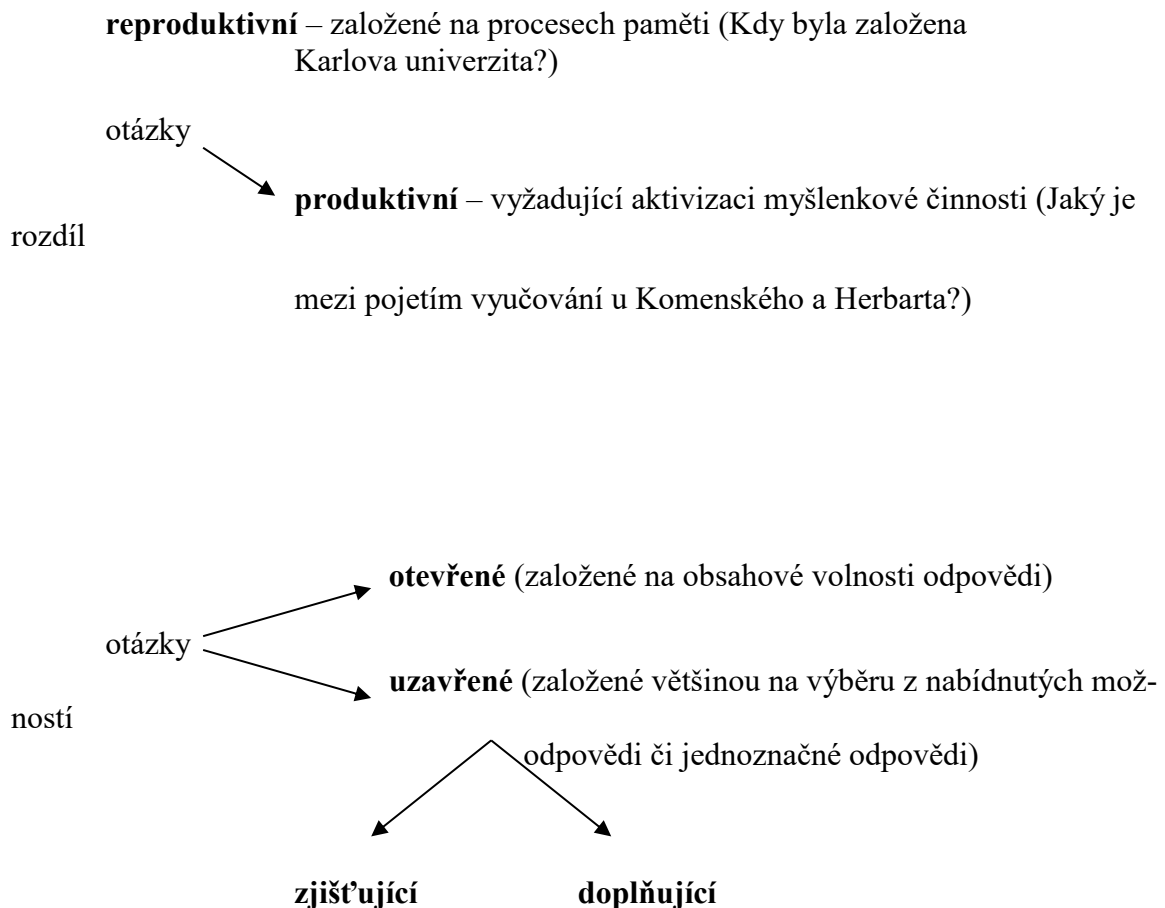 reproduktivní – založené na procesech paměti (Kdy byla založena
Karlova univerzita?)
otázky
produktivní – vyžadující aktivizaci myšlenkové činnosti (Jaký je
rozdíl
mezi pojetím vyučování u Komenského a Herbarta?)
otevřené (založené na obsahové volnosti odpovědi)
otázky
uzavřené (založené většinou na výběru z nabídnutých mož-
ností
odpovědi či jednoznačné odpovědi)
zjišťující doplňující